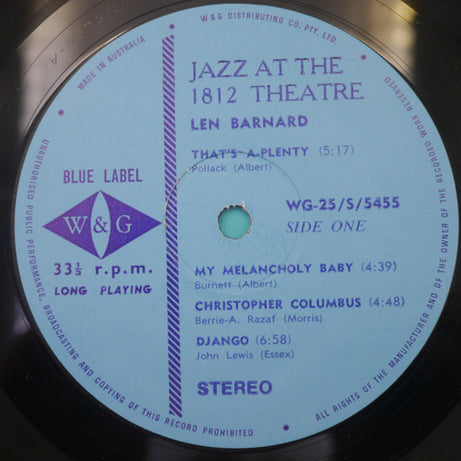 W & G DISTRIBUTING CO. PTY. LTD.
MADE IN AUSTRALIA
JAZZ AT THE
1812 THEATRE
LEN BARNARD
THAT'S A-PLENTY (5:17)
Pollack (Albert)
BLUE LABEL
W&G
33⅓ r.p.m.
LONG PLAYING
WG-25/S/5455
SIDE ONE
MY MELANCHOLY BABY (4:39)
Burnett (Albert)
CHRISTOPHER COLUMBUS (4:48)
Berrie-A. Razaf (Morris)
DJANGO (6:58)
John Lewis (Essex)
STEREO
UNAUTHORISED PUBLIC PERFORMANCE, BROADCASTING AND COPYING OF THIS RECORD PROHIBITED
ALL RIGHTS OF THE MANUFACTURER AND OF THE OWNER OF THE RECORDED WORK RESERVED